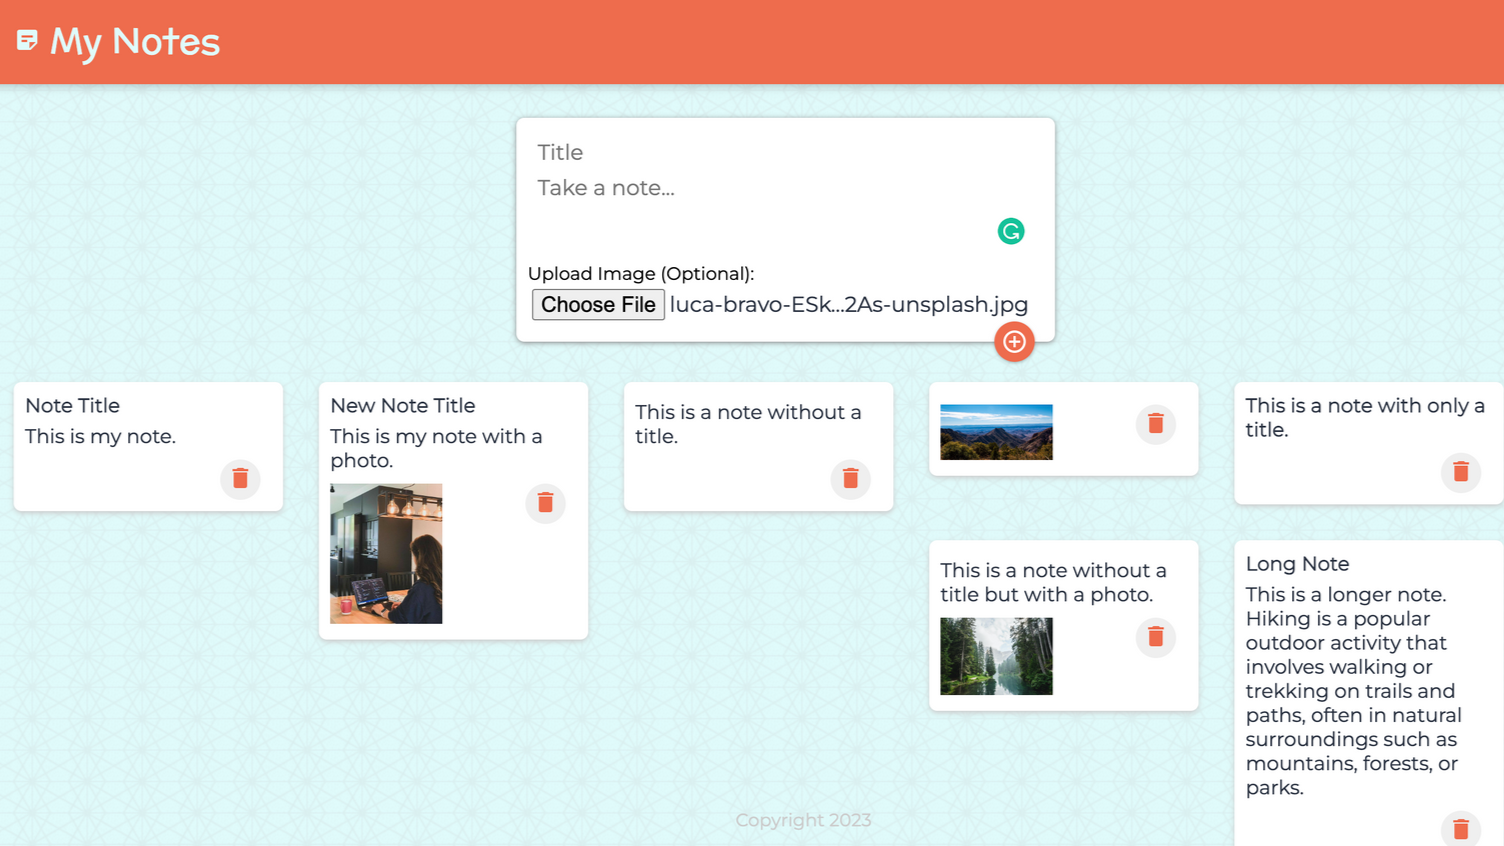 My Notes
Title
Take a note...
Upload Image (Optional):
Choose File luca-bravo-ESk...2As-unsplash.jpg
Note Title
This is my note.
New Note Title
This is my note with a
photo.
This is a note without a
title.
This is a note with only a
title.
This is a note without a
title but with a photo.
Long Note
This is a longer note.
Hiking is a popular
outdoor activity that
involves walking or
trekking on trails and
paths, often in natural
surroundings such as
mountains, forests, or
parks.
Copyright 2023